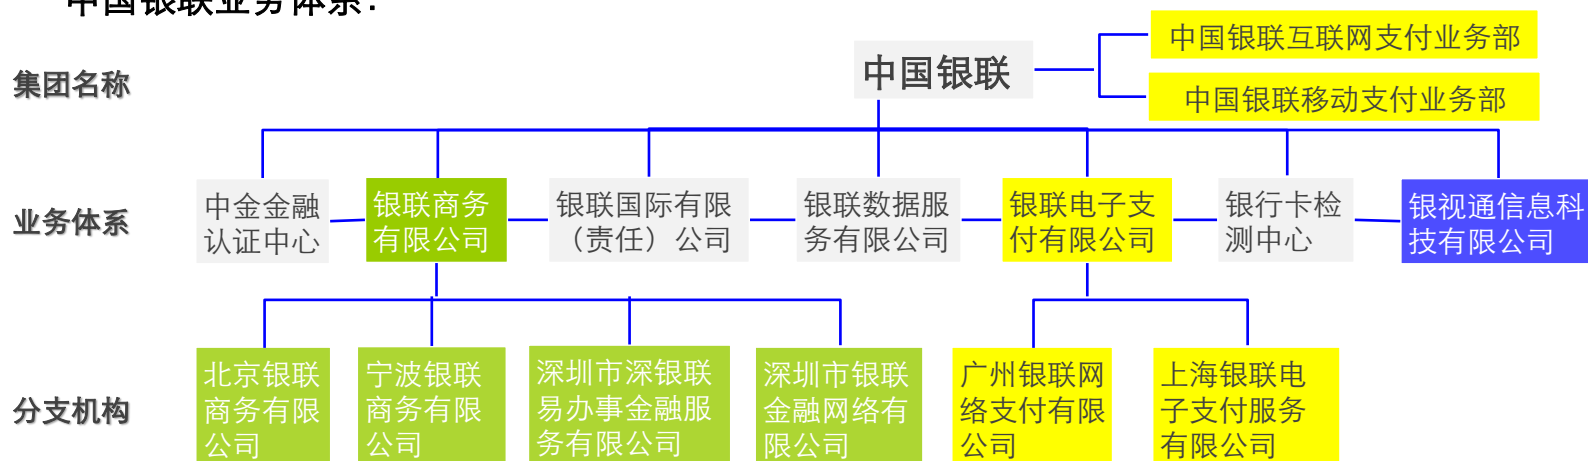 中国银联业务体系：
集团名称
中国银联
中国银联互联网支付业务部
中国银联移动支付业务部
业务体系
中金金融
认证中心
银联商务
有限公司
银联国际有限
（责任）公司
银联数据服
务有限公司
银联电子支
付有限公司
银行卡检
测中心
银视通信息科
技有限公司
分支机构
北京银联
商务有限
公司
宁波银联
商务有限
公司
深圳市深银联
易办事金融服
务有限公司
深圳市银联
金融网络有
限公司
广州银联网
络支付有限
公司
上海银联电
子支付服务
有限公司